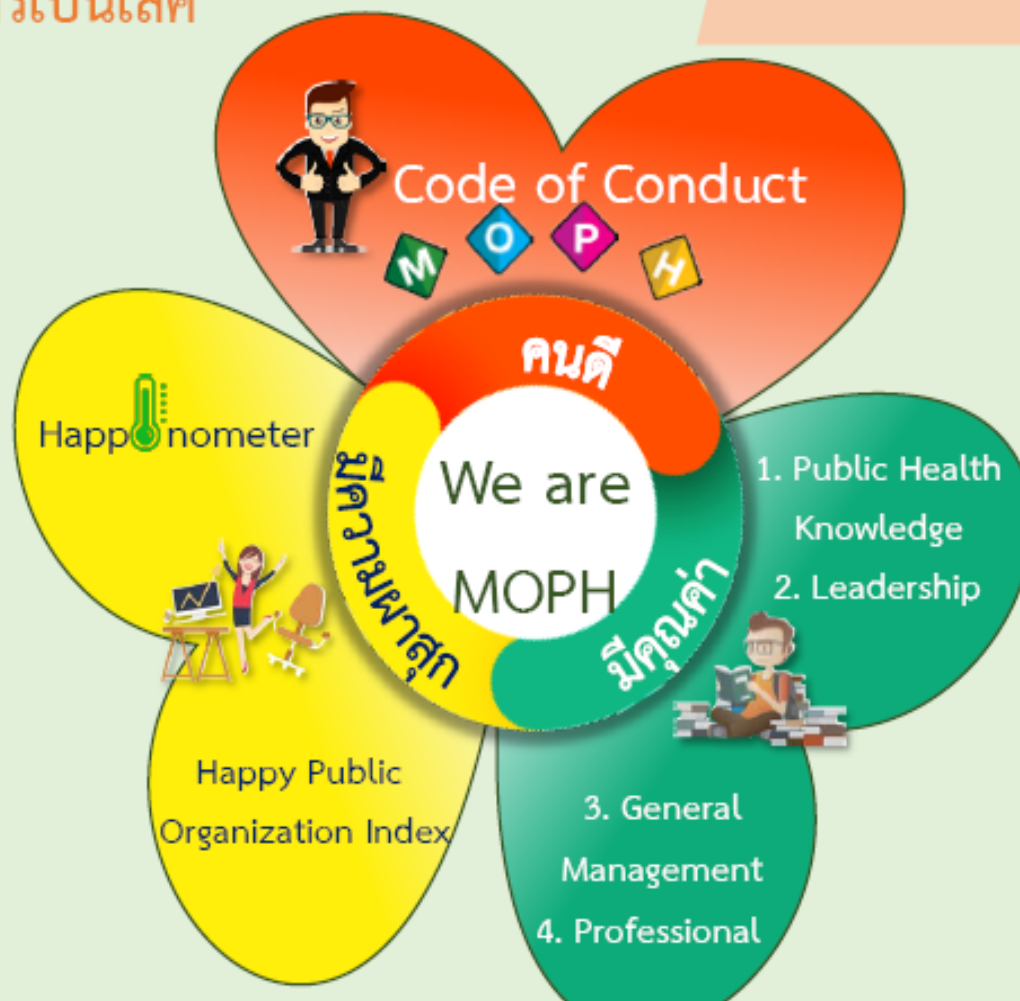 Code of Conduct
M O P H
คนดี
Happinometer
มีความผาสุก
We are
MOPH
มีคุณค่า
1. Public Health
Knowledge
2. Leadership
Happy Public
Organization Index
3. General
Management
4. Professional